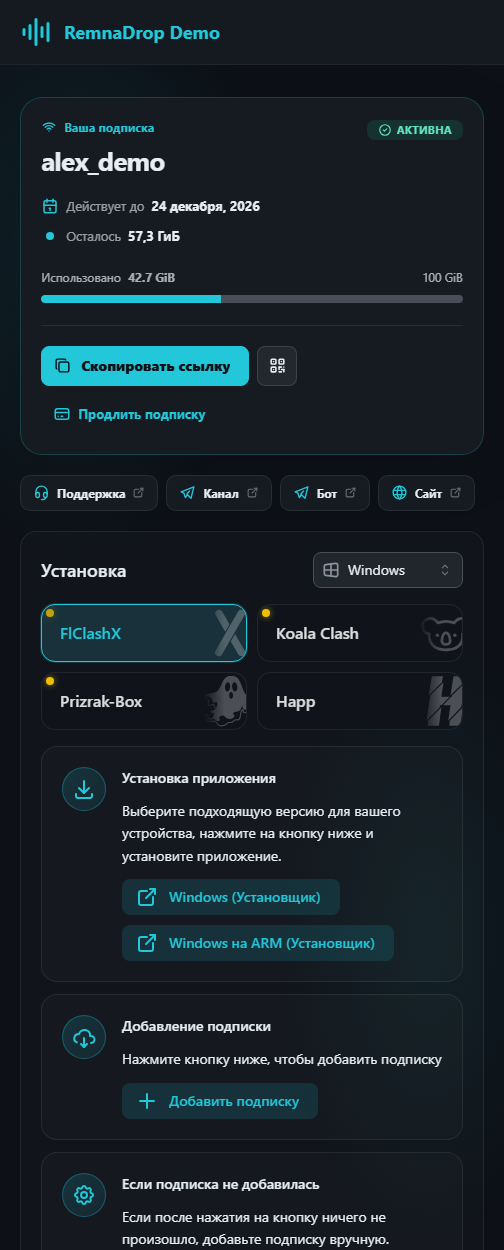 RemnaDrop Demo
Ваша подписка
АКТИВНА
alex_demo
Действует до 24 декабря, 2026
Осталось 57,3 ГиБ
Использовано 42.7 GiB
100 GiB
Скопировать ссылку
Продлить подписку
Поддержка
Канал
Бот
Сайт
Установка
Windows
FlClashX
Koala Clash
Prizrak-Box
Happ
Установка приложения
Выберите подходящую версию для вашего
устройства, нажмите на кнопку ниже и
установите приложение.
Windows (Установщик)
Windows на ARM (Установщик)
Добавление подписки
Нажмите кнопку ниже, чтобы добавить подписку
Добавить подписку
Если подписка не добавилась
Если после нажатия на кнопку ничего не
произошло, добавьте подписку вручную.